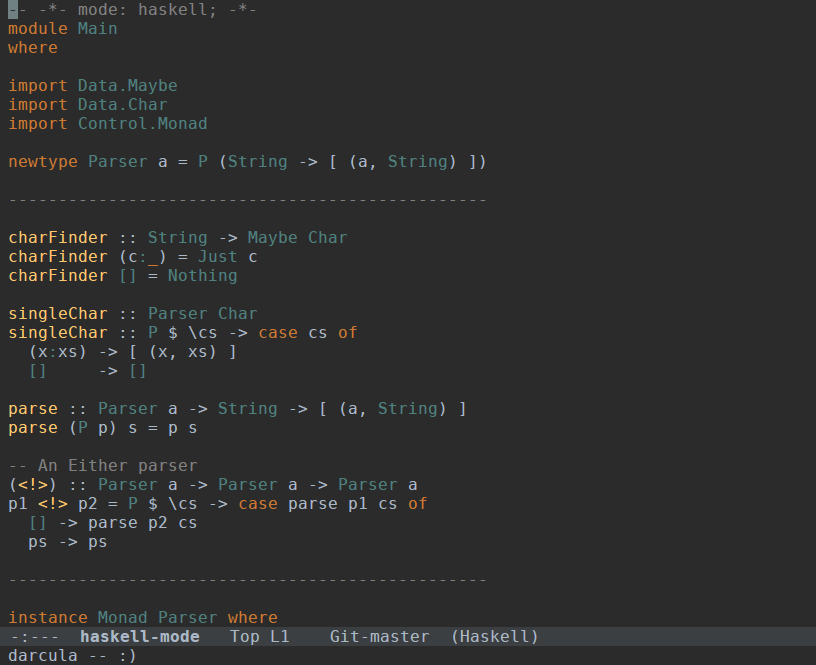 -- -*- mode: haskell; -*-
module Main
where

import Data.Maybe
import Data.Char
import Control.Monad

newtype Parser a = P (String -> [ (a, String) ])

------------------------------------------------

charFinder :: String -> Maybe Char
charFinder (c:_) = Just c
charFinder [] = Nothing

singleChar :: Parser Char
singleChar :: P $ \cs -> case cs of
  (x:xs) -> [ (x, xs) ]
  []     -> []

parse :: Parser a -> String -> [ (a, String) ]
parse (P p) s = p s

-- An Either parser
(<!>) :: Parser a -> Parser a -> Parser a
p1 <!> p2 = P $ \cs -> case parse p1 cs of
  [] -> parse p2 cs
  ps -> ps

------------------------------------------------

instance Monad Parser where
-:---  haskell-mode   Top L1    Git-master  (Haskell)
darcula -- :)